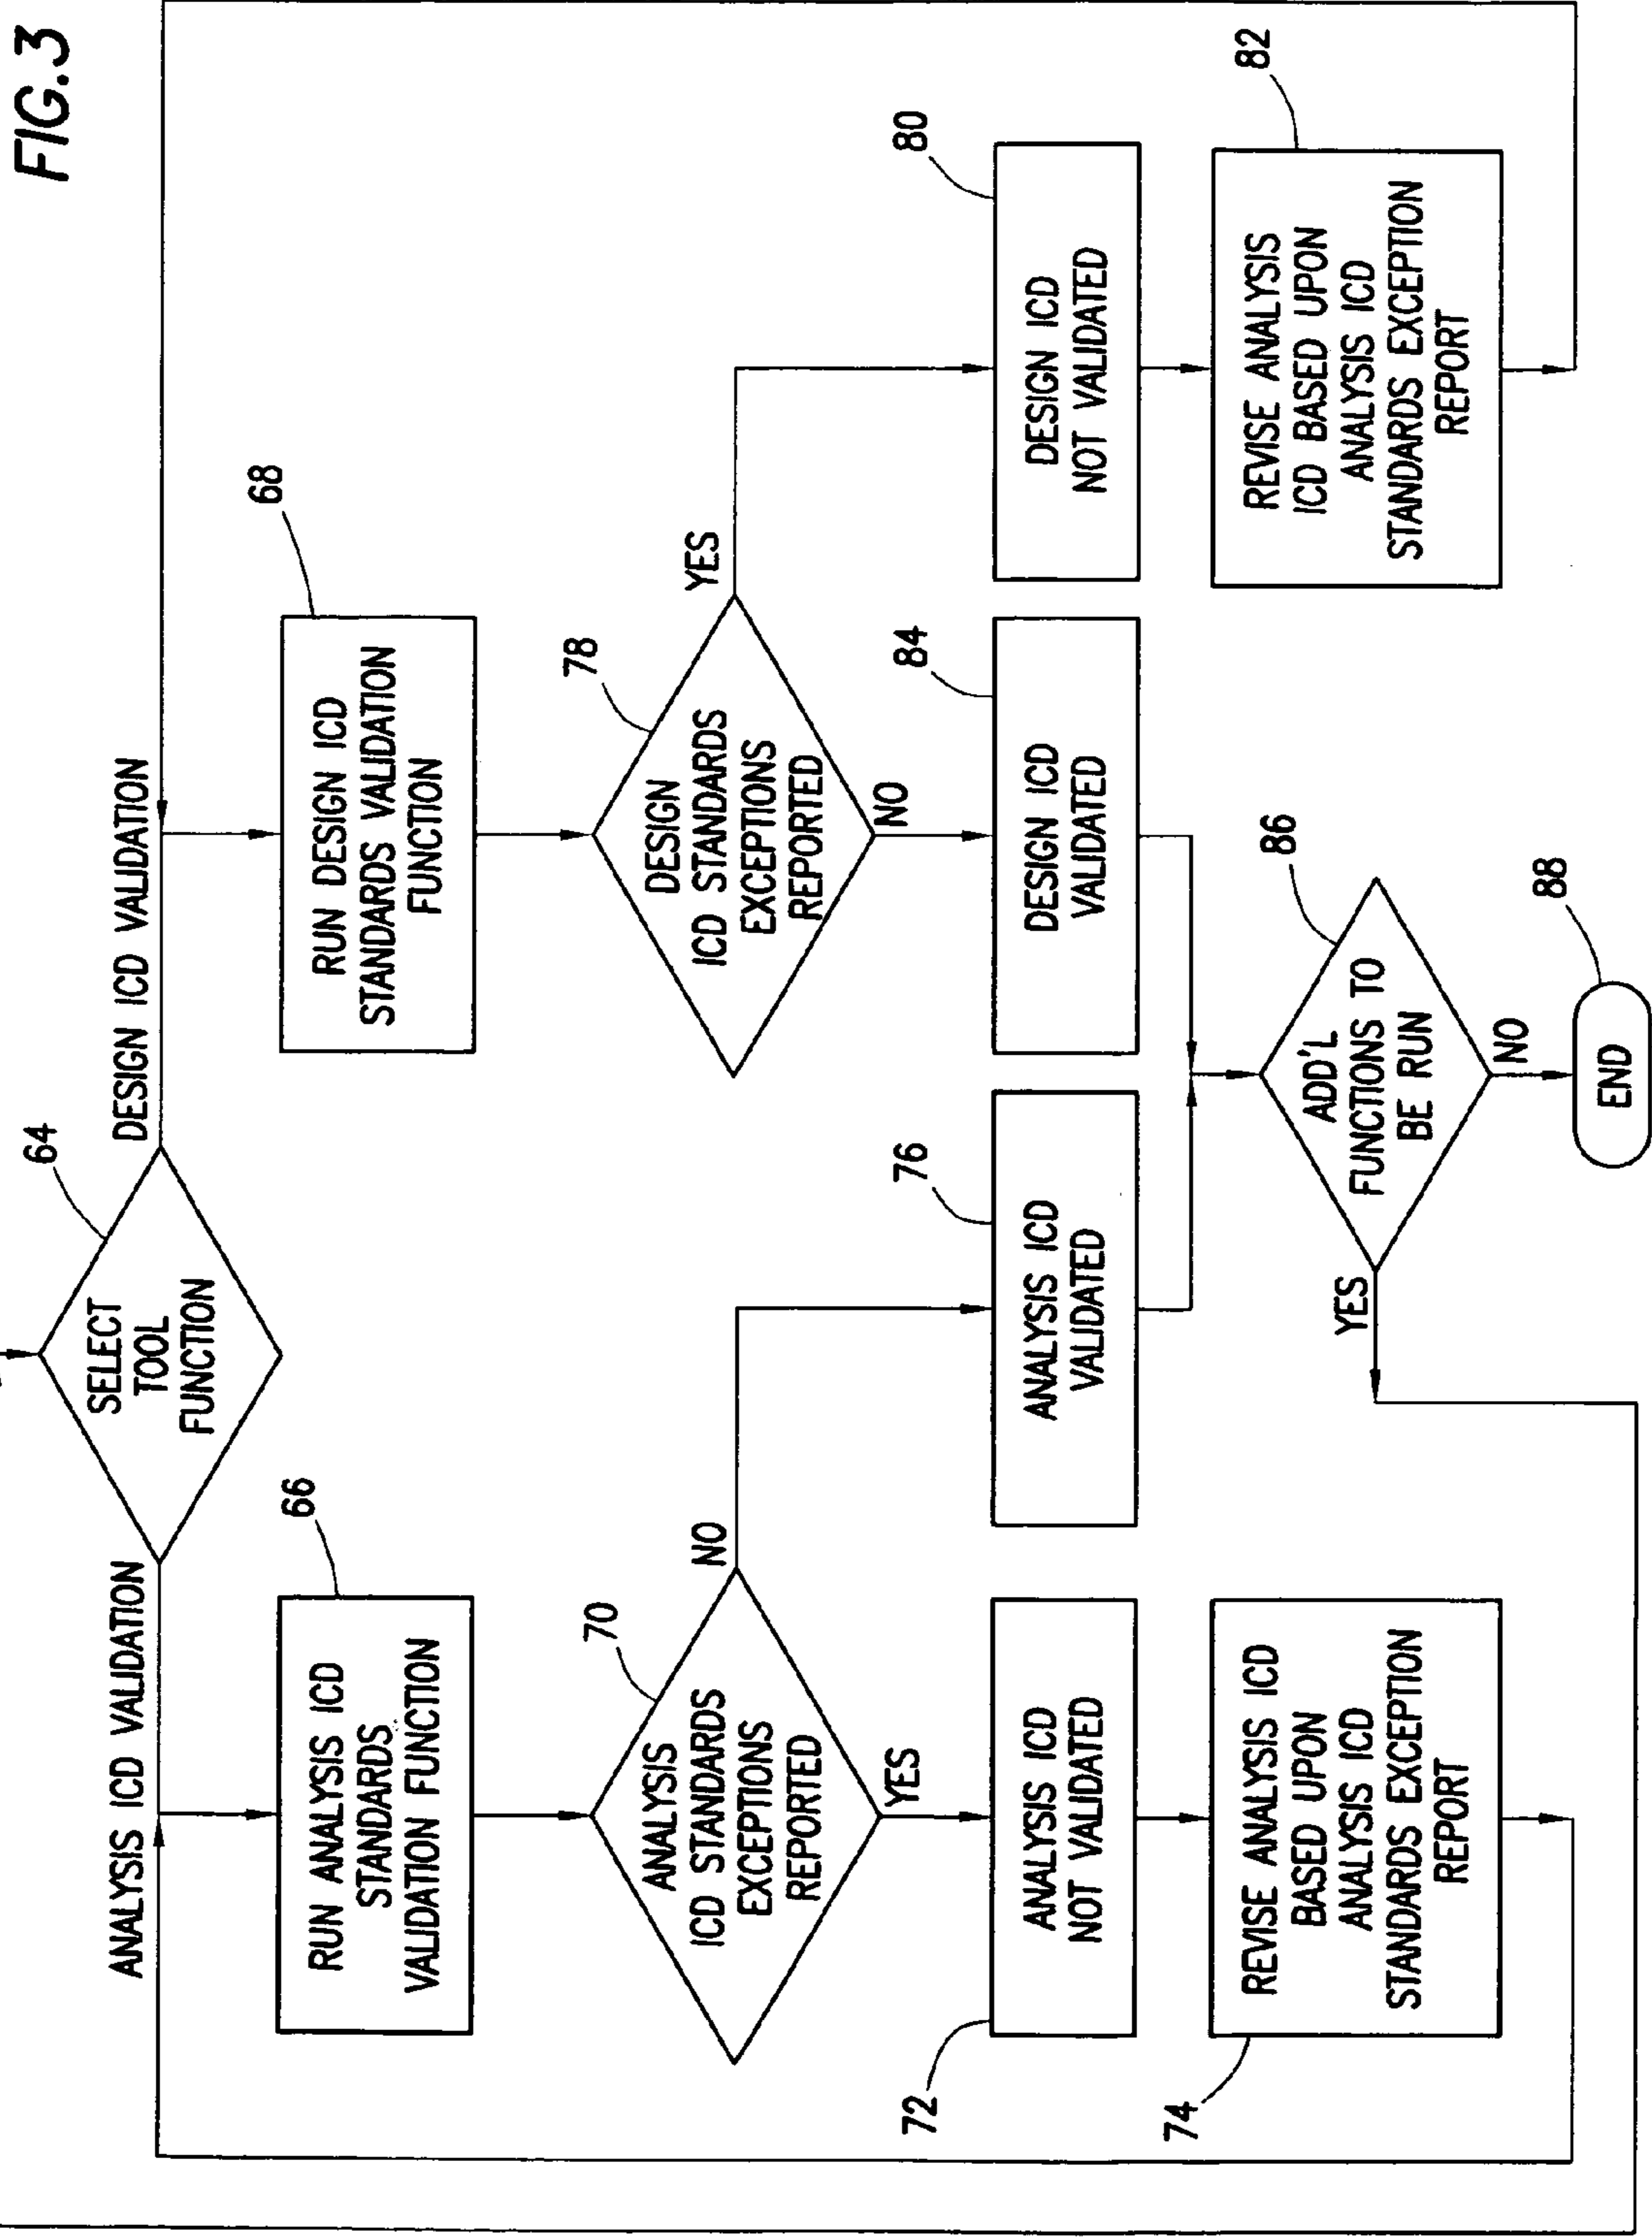 FIG.3
64
SELECT
TOOL
FUNCTION
ANALYSIS ICD VALIDATION
DESIGN ICD VALIDATION
66
RUN ANALYSIS ICD
STANDARDS
VALIDATION FUNCTION
68
RUN DESIGN ICD
STANDARDS VALIDATION
FUNCTION
70
ANALYSIS
ICD STANDARDS
EXCEPTIONS
REPORTED
NO
YES
78
DESIGN
ICD STANDARDS
EXCEPTIONS
REPORTED
YES
NO
72
ANALYSIS ICD
NOT VALIDATED
76
ANALYSIS ICD
VALIDATED
84
DESIGN ICD
VALIDATED
80
DESIGN ICD
NOT VALIDATED
74
REVISE ANALYSIS ICD
BASED UPON
ANALYSIS ICD
STANDARDS EXCEPTION
REPORT
86
ADD'L
FUNCTIONS TO
BE RUN
YES
NO
82
REVISE ANALYSIS
ICD BASED UPON
ANALYSIS ICD
STANDARDS EXCEPTION
REPORT
88
END